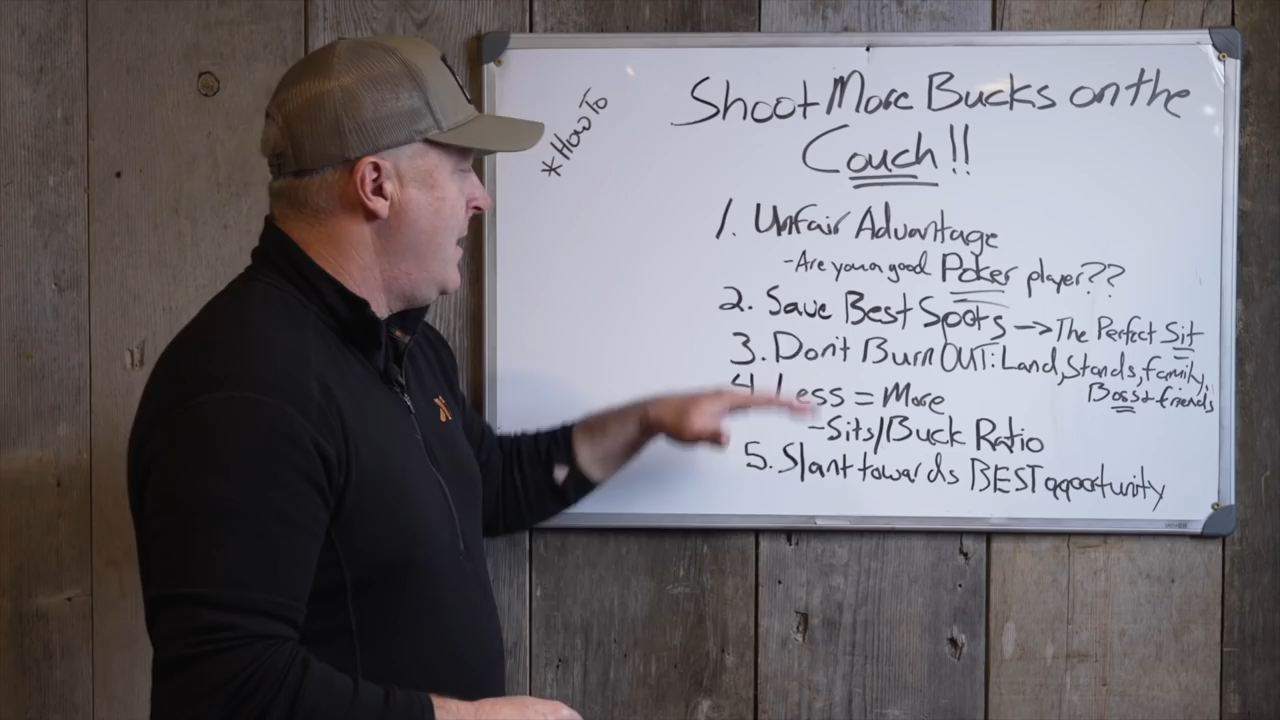 *How To
Shoot More Bucks on the
Couch!!
1. Unfair Advantage
-Are you a good Poker player??
2. Save Best Spots → The Perfect Sit
3. Don't Burn OUT: Land, Stands, family,
Boss & friends
4. Less = More
-Sits/Buck Ratio
5. Slant towards BEST opportunity